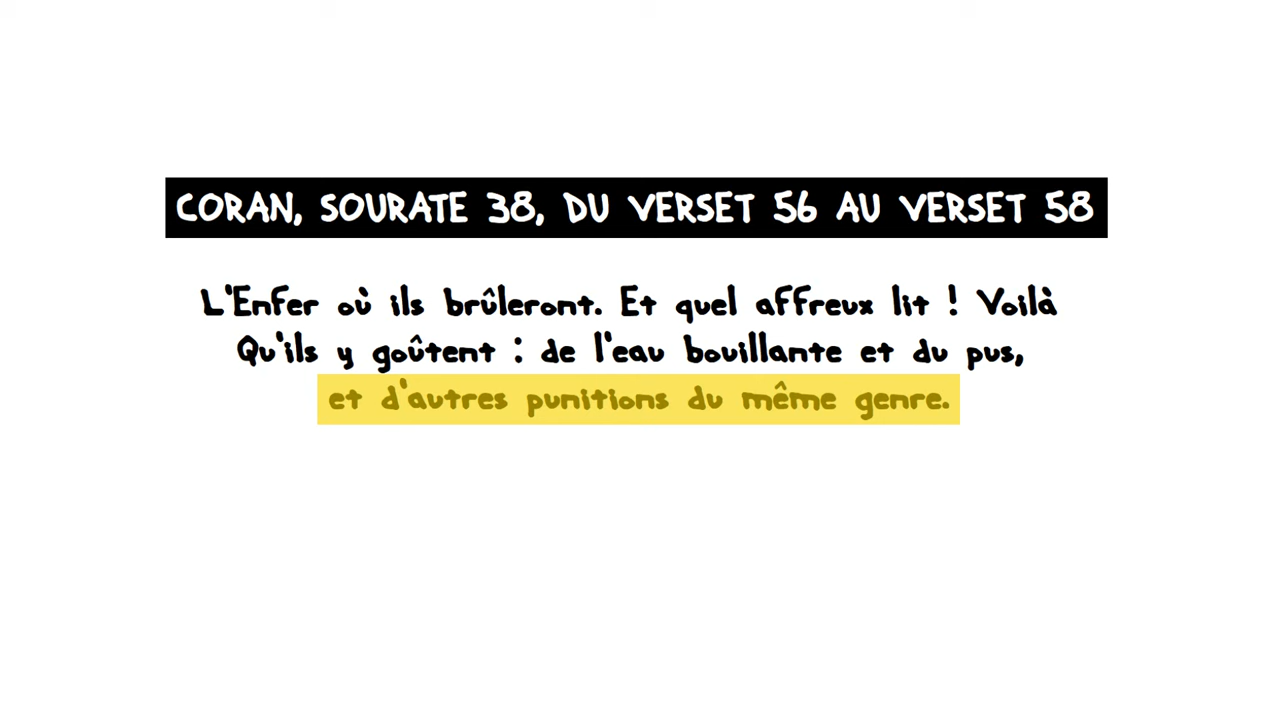 CORAN, SOURATE 38, DU VERSET 56 AU VERSET 58
L'Enfer où ils brûleront. Et quel affreux lit ! Voilà
Qu'ils y goûtent : de l'eau bouillante et du pus,
et d'autres punitions du même genre.